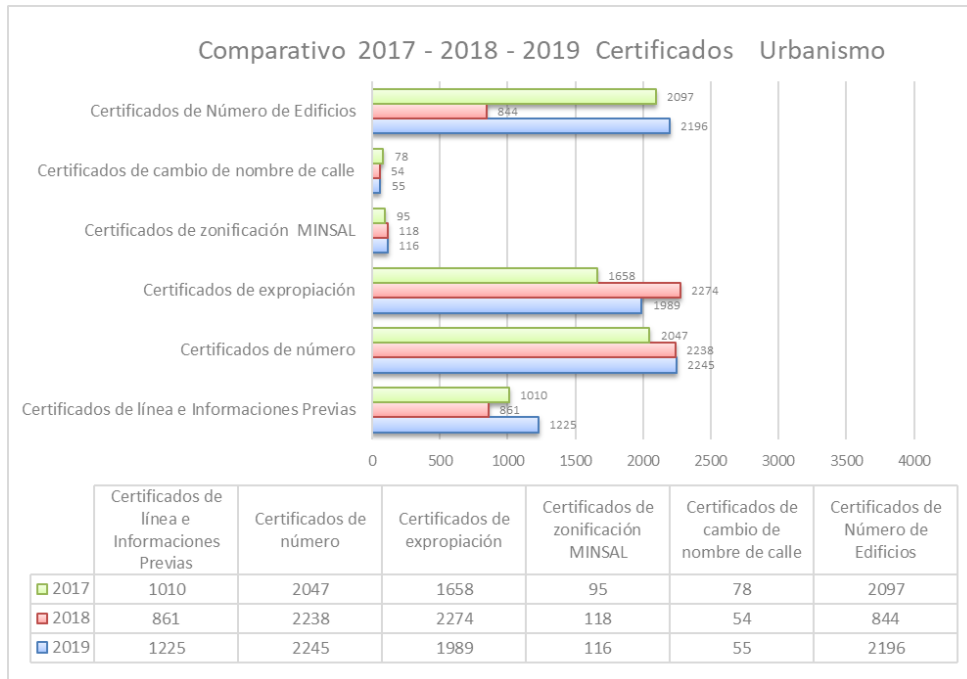 Comparativo 2017 - 2018 - 2019 Certificados Urbanismo
Certificados de Número de Edificios
2097
844
2196
Certificados de cambio de nombre de calle
78
54
55
Certificados de zonificación MINSAL
95
118
116
Certificados de expropiación
1658
2274
1989
Certificados de número
2047
2238
2245
Certificados de línea e Informaciones Previas
1010
861
1225
0 500 1000 1500 2000 2500 3000 3500 4000
Certificados de
línea e
Informaciones
Previas
Certificados de
número
Certificados de
expropiación
Certificados de
zonificación
MINSAL
Certificados de
cambio de
nombre de calle
Certificados de
Número de
Edificios
2017 1010 2047 1658 95 78 2097
2018 861 2238 2274 118 54 844
2019 1225 2245 1989 116 55 2196